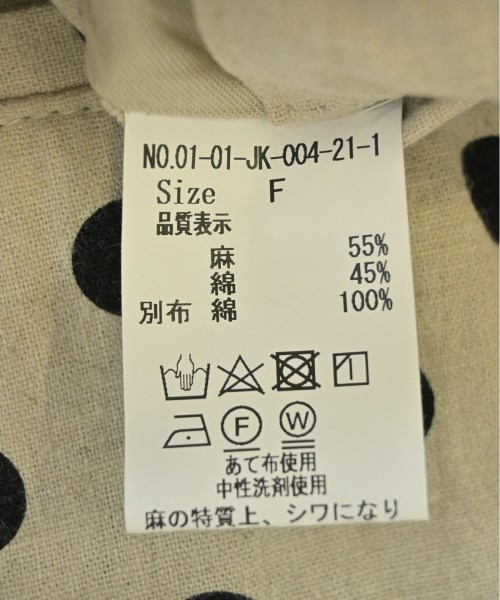 NO.01-01-JK-004-21-1
Size F
品質表示
麻 55%
綿 45%
別布 綿 100%
F W
あて布使用
中性洗剤使用
麻の特質上、シワになり